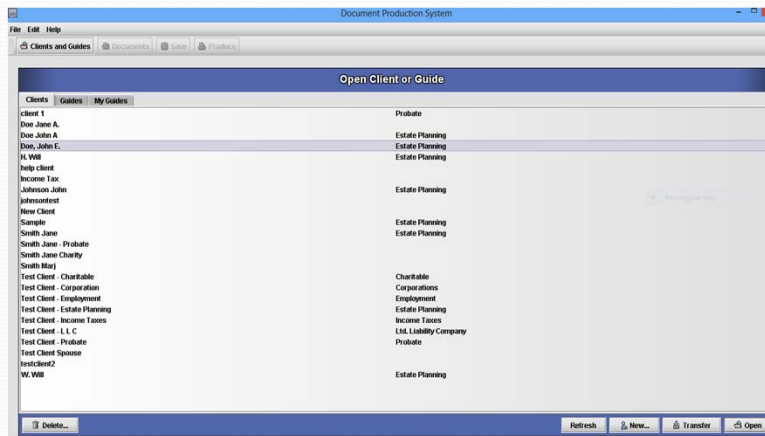 Document Production System
File Edit Help
Clients and Guides Documents Save Produce
Open Client or Guide
Clients Guides My Guides
client 1 Probate
Doe Jane A.
Doe John A Estate Planning
Doe, John E. Estate Planning
H. Will Estate Planning
help client
Income Tax
Johnson John Estate Planning
johnsontest
New Client
Sample Estate Planning
Smith Jane Estate Planning
Smith Jane - Probate
Smith Jane Charity
Smith Marj
Test Client - Charitable Charitable
Test Client - Corporation Corporations
Test Client - Employment Employment
Test Client - Estate Planning Estate Planning
Test Client - Income Taxes Income Taxes
Test Client - L L C Ltd. Liability Company
Test Client - Probate Probate
Test Client Spouse
testclient2
W. Will Estate Planning
Delete... Refresh New... Transfer Open